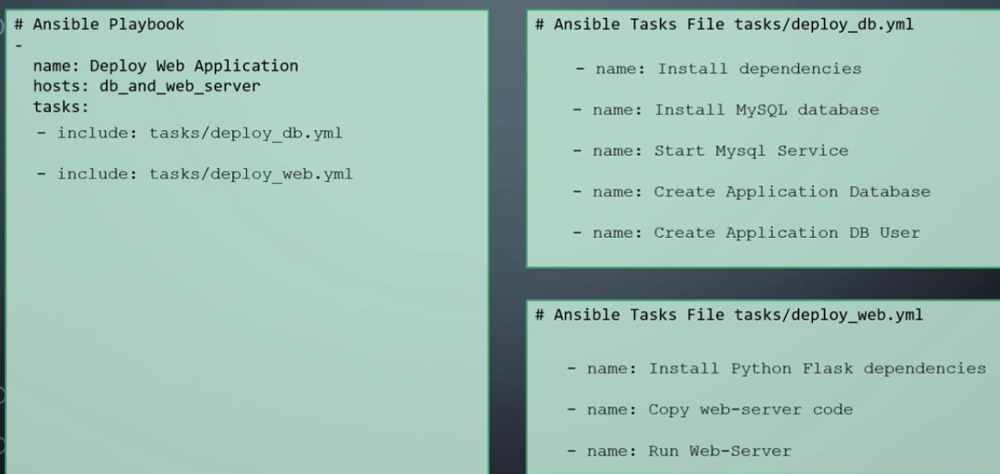 # Ansible Playbook
-
name: Deploy Web Application
hosts: db_and_web_server
tasks:
- include: tasks/deploy_db.yml
- include: tasks/deploy_web.yml
# Ansible Tasks File tasks/deploy_db.yml
- name: Install dependencies
- name: Install MySQL database
- name: Start Mysql Service
- name: Create Application Database
- name: Create Application DB User
# Ansible Tasks File tasks/deploy_web.yml
- name: Install Python Flask dependencies
- name: Copy web-server code
- name: Run Web-Server